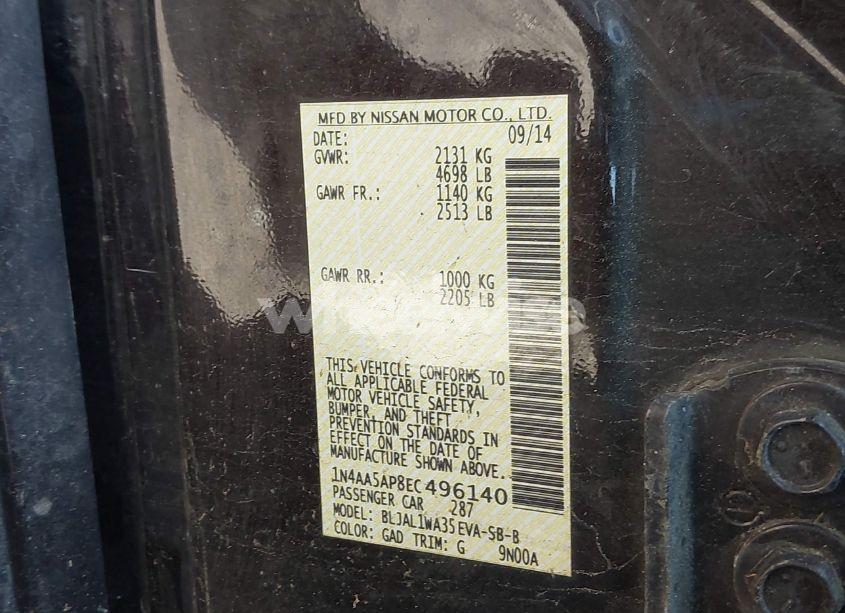 MFD BY NISSAN MOTOR CO., LTD.
DATE: 09/14
GVWR: 2131 KG
4698 LB
GAWR FR.: 1140 KG
2513 LB
GAWR RR.: 1000 KG
2205 LB
THIS VEHICLE CONFORMS TO
ALL APPLICABLE FEDERAL
MOTOR VEHICLE SAFETY,
BUMPER, AND THEFT
PREVENTION STANDARDS IN
EFFECT ON THE DATE OF
MANUFACTURE SHOWN ABOVE.
1N4AA5AP8EC496140
PASSENGER CAR 287
MODEL: BLJAL1WA35EVA-SB-B
COLOR: GAD TRIM: G 9N00A